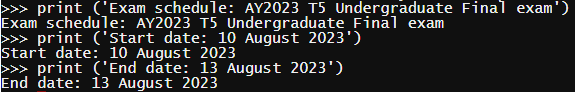 >>> print ('Exam schedule: AY2023 T5 Undergraduate Final exam')
Exam schedule: AY2023 T5 Undergraduate Final exam
>>> print ('Start date: 10 August 2023')
Start date: 10 August 2023
>>> print ('End date: 13 August 2023')
End date: 13 August 2023